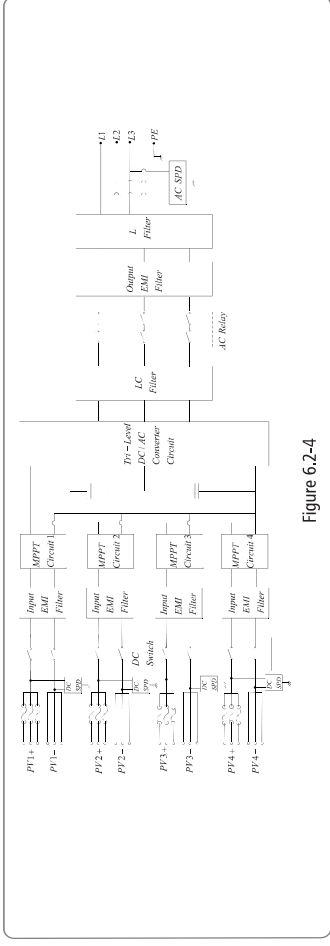 PV1+
PV1−
PV2+
PV2−
PV3+
PV3−
PV4+
PV4−
DC
SPD
DC
SPD
DC
SPD
DC
SPD
DC
Switch
Input
EMI
Filter
Input
EMI
Filter
Input
EMI
Filter
Input
EMI
Filter
MPPT
Circuit 1
MPPT
Circuit 2
MPPT
Circuit 3
MPPT
Circuit 4
Tri−Level
DC/AC
Converter
Circuit
LC
Filter
AC Relay
Output
EMI
Filter
L
Filter
AC SPD
L1
L2
L3
PE
Figure 6.2-4